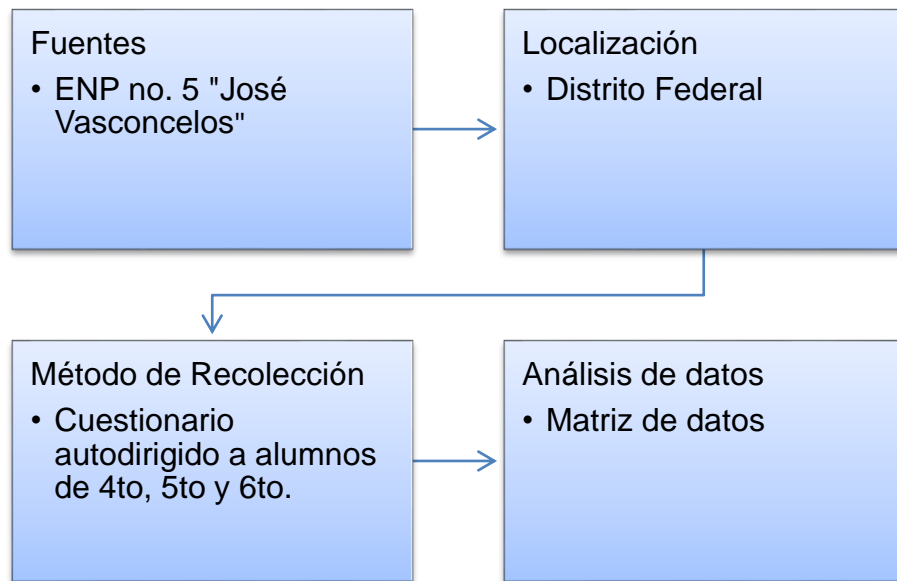 Fuentes
• ENP no. 5 "José
Vasconcelos"
Localización
• Distrito Federal
Método de Recolección
• Cuestionario
autodirigido a alumnos
de 4to, 5to y 6to.
Análisis de datos
• Matriz de datos